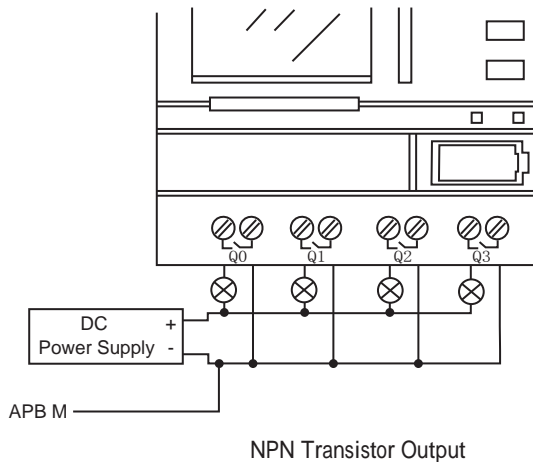 Q0 Q1 Q2 Q3
DC +
Power Supply -
APB M
NPN Transistor Output